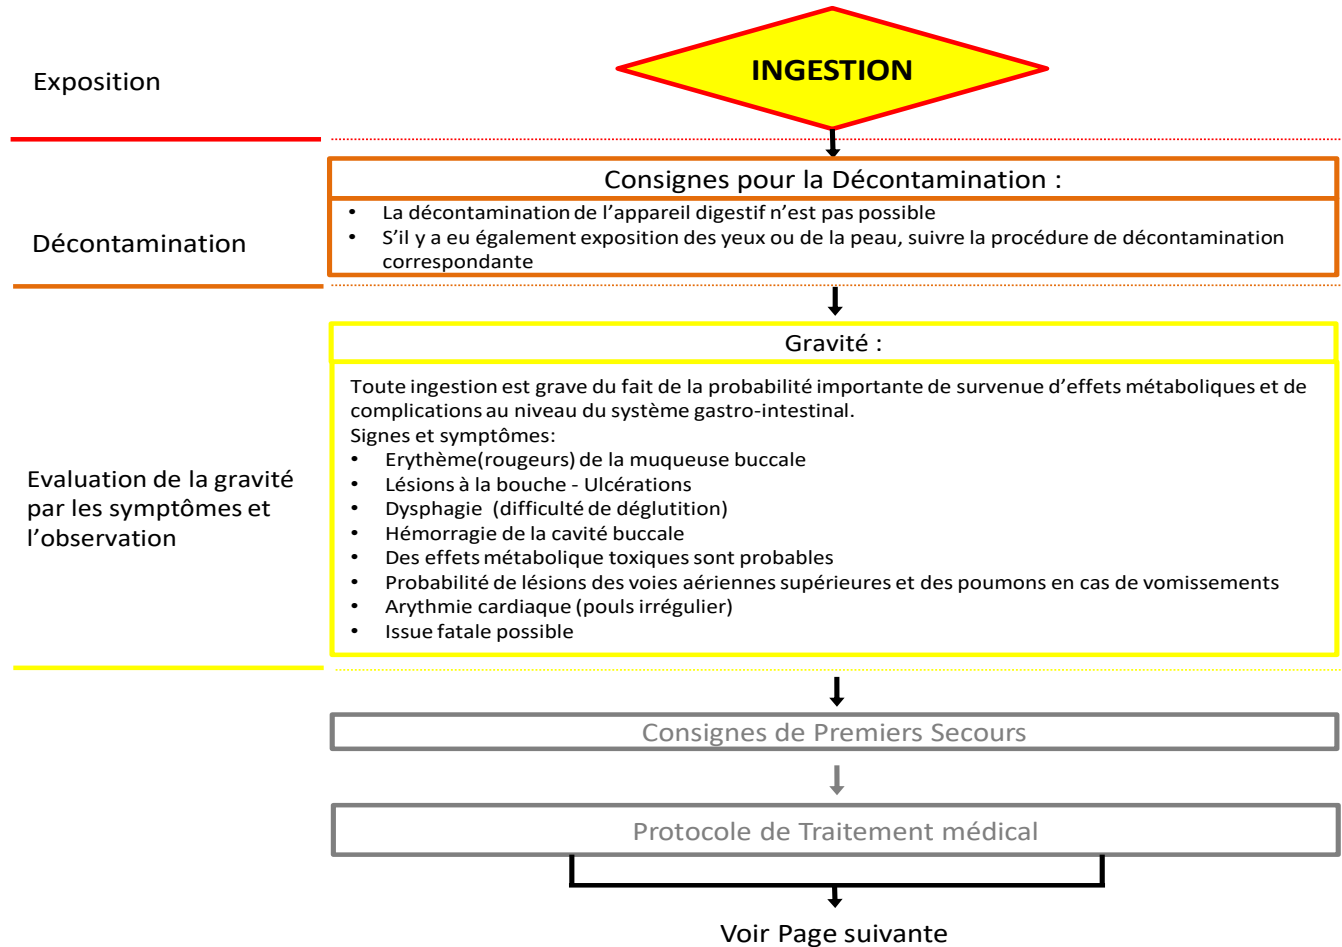 Exposition
INGESTION
Décontamination
Consignes pour la Décontamination :
• La décontamination de l’appareil digestif n’est pas possible
• S’il y a eu également exposition des yeux ou de la peau, suivre la procédure de décontamination
correspondante
Evaluation de la gravité
par les symptômes et
l’observation
Gravité :
Toute ingestion est grave du fait de la probabilité importante de survenue d’effets métaboliques et de
complications au niveau du système gastro-intestinal.
Signes et symptômes:
• Erythème(rougeurs) de la muqueuse buccale
• Lésions à la bouche - Ulcérations
• Dysphagie (difficulté de déglutition)
• Hémorragie de la cavité buccale
• Des effets métabolique toxiques sont probables
• Probabilité de lésions des voies aériennes supérieures et des poumons en cas de vomissements
• Arythmie cardiaque (pouls irrégulier)
• Issue fatale possible
Consignes de Premiers Secours
Protocole de Traitement médical
Voir Page suivante